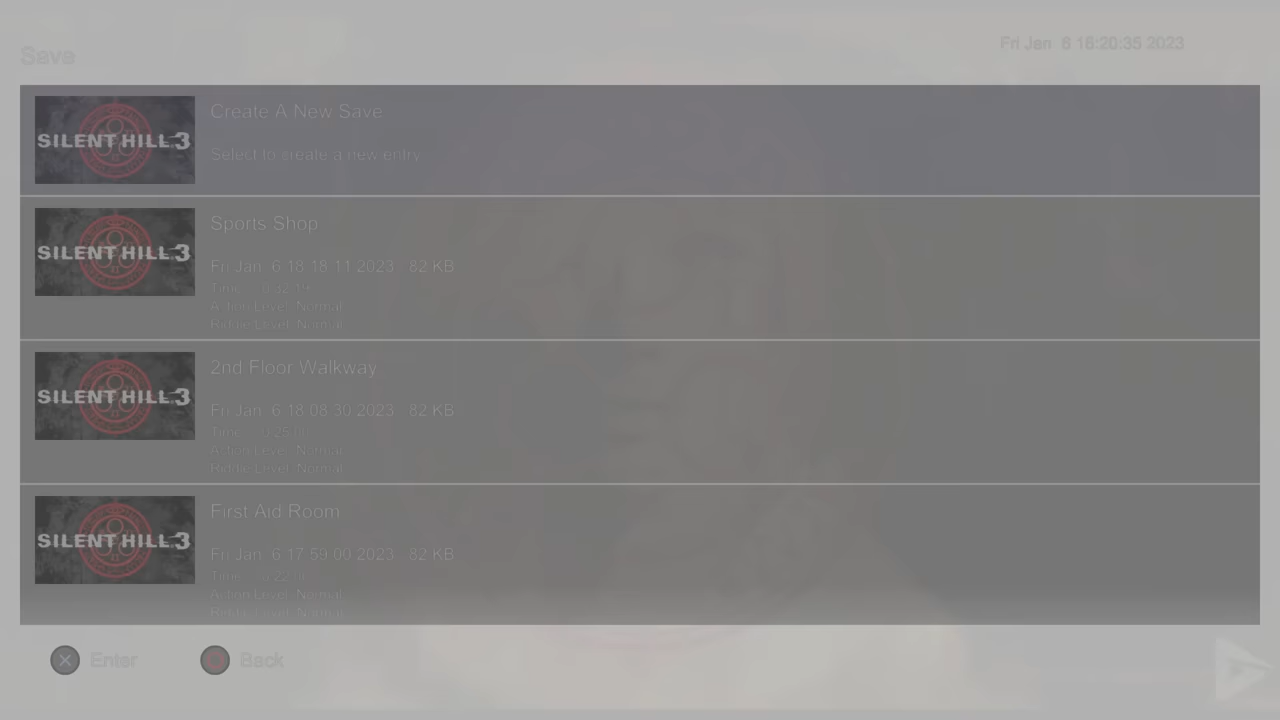 Save
Fri Jan 6 18:20:35 2023
SILENT HILL 3
Create A New Save
Select to create a new entry
SILENT HILL 3
Sports Shop
Fri Jan 6 18:18:11 2023 82 KB
Time
Action Level: Normal
Riddle Level: Normal
SILENT HILL 3
2nd Floor Walkway
Fri Jan 6 18:08:30 2023 82 KB
Time
Action Level: Normal
Riddle Level: Normal
SILENT HILL 3
First Aid Room
Fri Jan 6 17:59:00 2023 82 KB
Time
Action Level: Normal
Riddle Level: Normal
Enter
Back